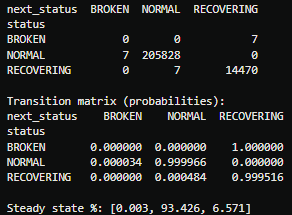 next_status BROKEN NORMAL RECOVERING
status
BROKEN 0 0 7
NORMAL 7 205828 0
RECOVERING 0 7 14470
Transition matrix (probabilities):
next_status BROKEN NORMAL RECOVERING
status
BROKEN 0.000000 0.000000 1.000000
NORMAL 0.000034 0.999966 0.000000
RECOVERING 0.000000 0.000484 0.999516
Steady state %: [0.003, 93.426, 6.571]